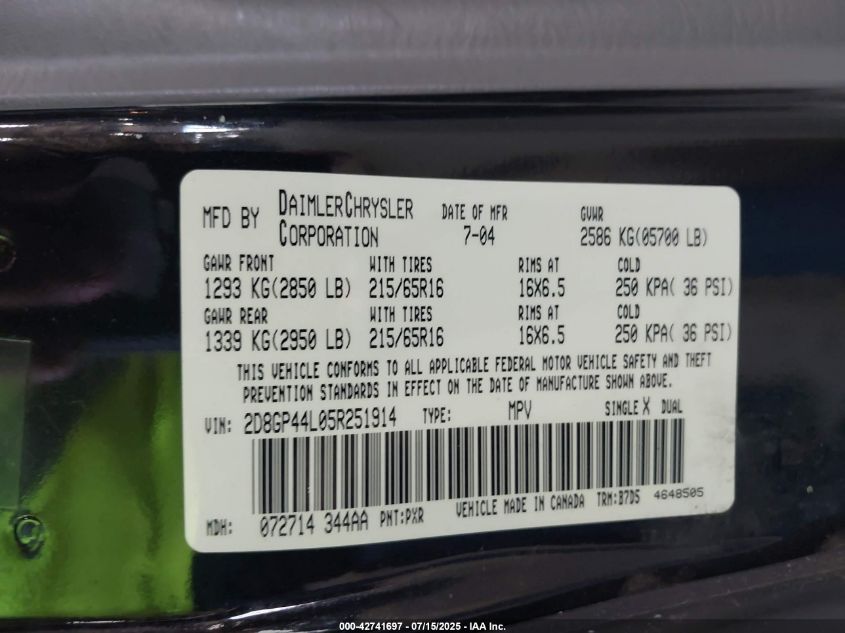 MFD BY DAIMLERCHRYSLER CORPORATION DATE OF MFR 7-04 GVWR 2586 KG(05700 LB)
GAWR FRONT WITH TIRES RIMS AT COLD
1293 KG(2850 LB) 215/65R16 16X6.5 250 KPA( 36 PSI)
GAWR REAR WITH TIRES RIMS AT COLD
1339 KG(2950 LB) 215/65R16 16X6.5 250 KPA( 36 PSI)
THIS VEHICLE CONFORMS TO ALL APPLICABLE FEDERAL MOTOR VEHICLE SAFETY AND THEFT
PREVENTION STANDARDS IN EFFECT ON THE DATE OF MANUFACTURE SHOWN ABOVE.
VIN: 2D8GP44L05R251914 TYPE: MPV SINGLE X DUAL
MDH: 072714 344AA PNT:PXR VEHICLE MADE IN CANADA TRM:B7D5 4648505
000-42741697 - 07/15/2025 - IAA Inc.